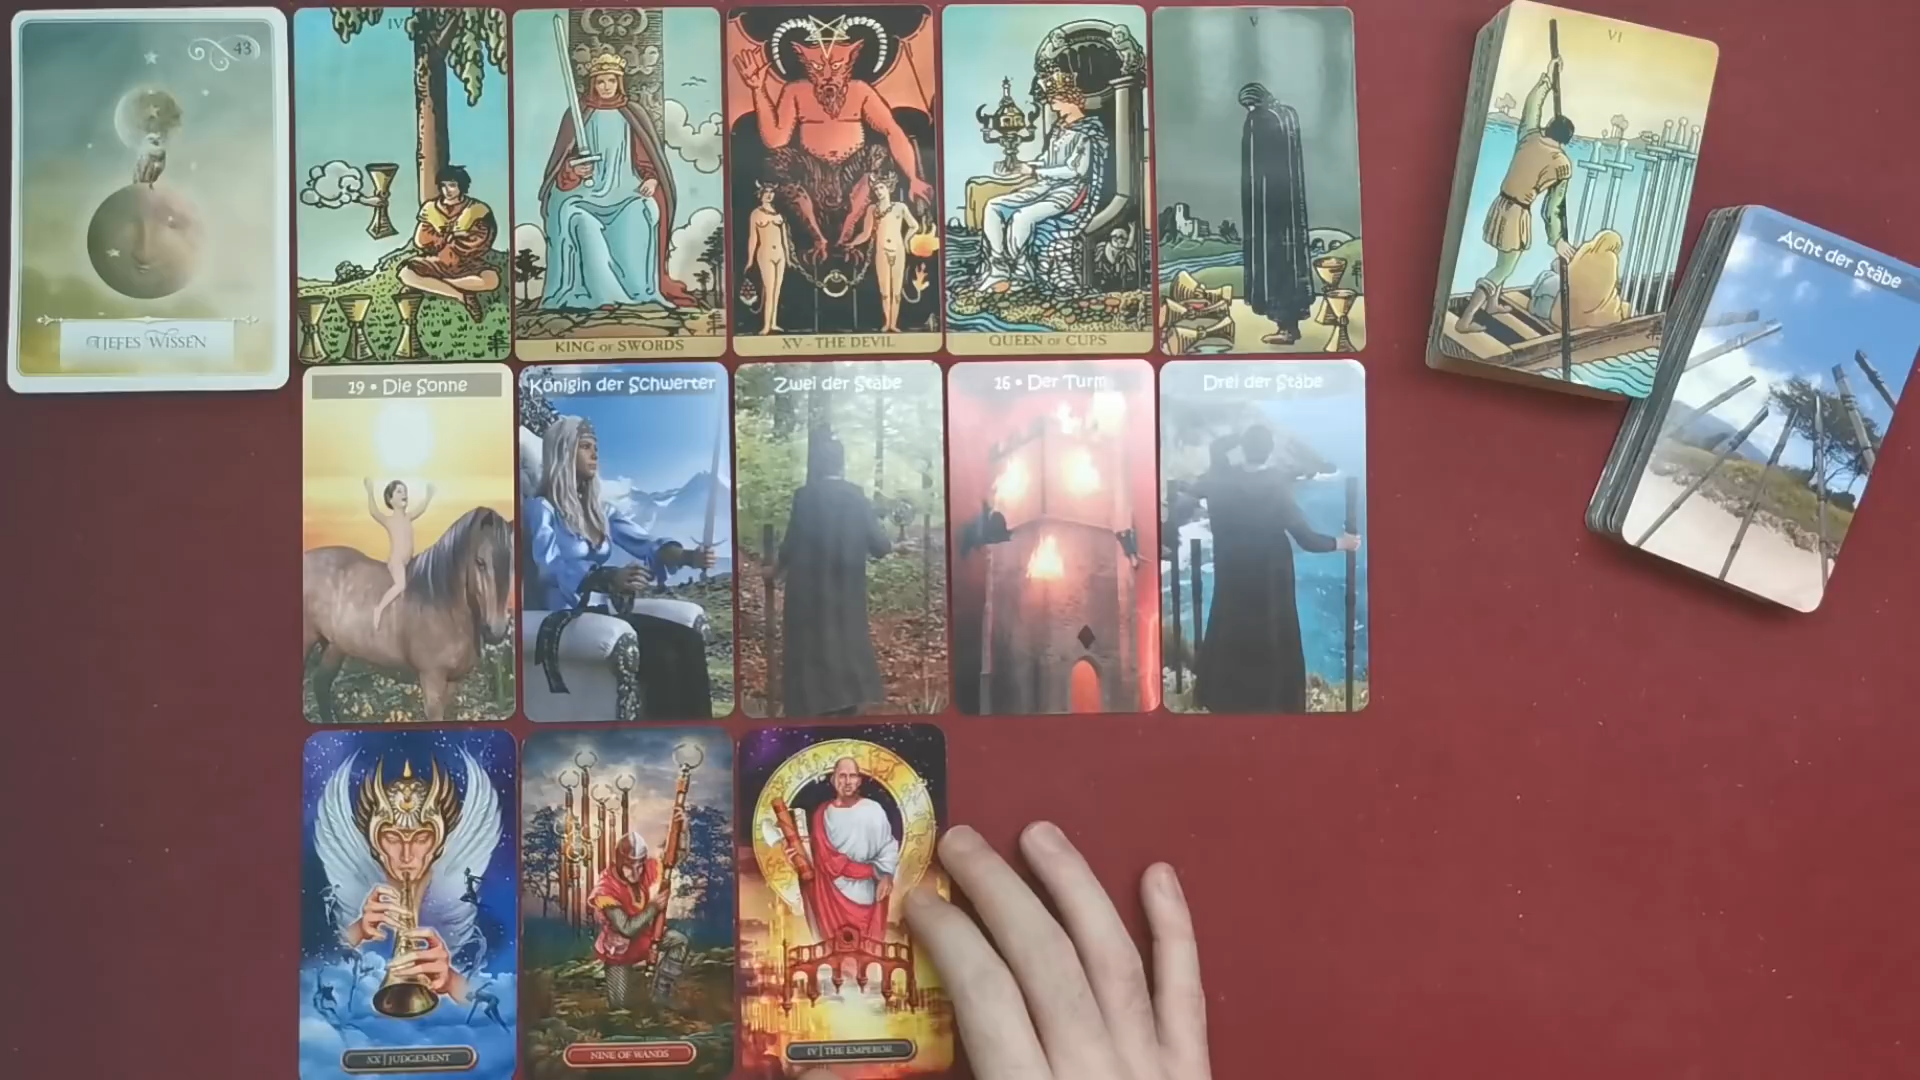 43
TIEFES WISSEN
IV
KING OF SWORDS
XV - THE DEVIL
QUEEN OF CUPS
V
VI
Acht der Stäbe
19 • Die Sonne
Königin der Schwerter
Zwei der Stäbe
16 • Der Turm
Drei der Stäbe
XX | JUDGEMENT
NINE OF WANDS
IV | THE EMPEROR